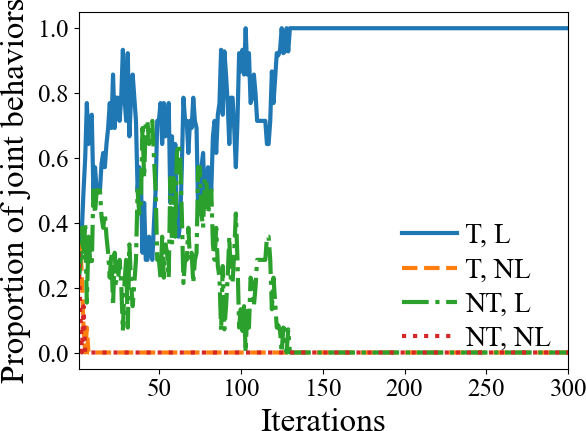 Proportion of joint behaviors
1.0
0.8
0.6
0.4
0.2
0.0
T, L
T, NL
NT, L
NT, NL
50 100 150 200 250 300
Iterations